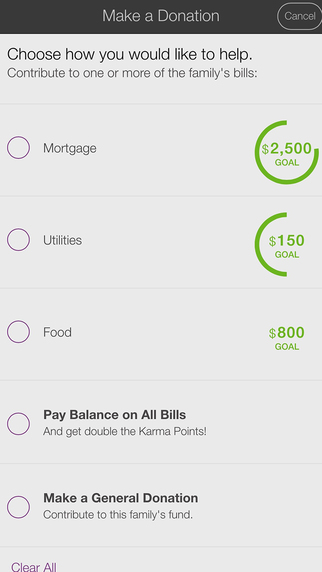 Make a Donation
Cancel
Choose how you would like to help.
Contribute to one or more of the family's bills:
Mortgage
$2,500
GOAL
Utilities
$150
GOAL
Food
$800
GOAL
Pay Balance on All Bills
And get double the Karma Points!
Make a General Donation
Contribute to this family's fund.
Clear All